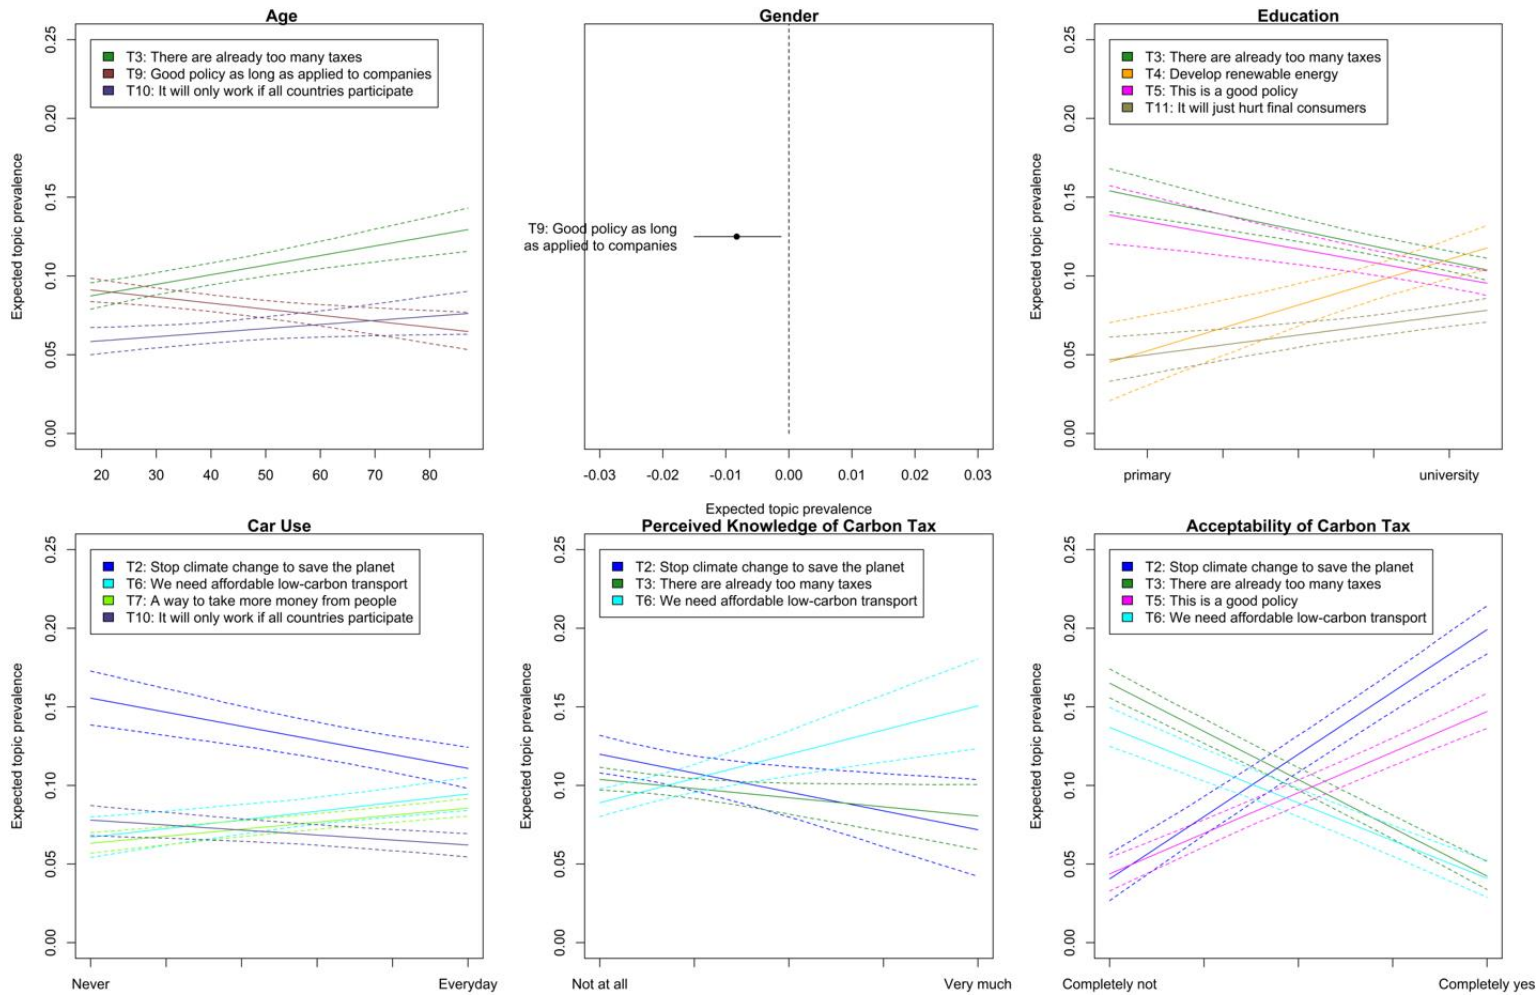 Age
T3: There are already too many taxes
T9: Good policy as long as applied to companies
T10: It will only work if all countries participate
Expected topic prevalence
0.00
0.05
0.10
0.15
0.20
0.25
20
30
40
50
60
70
80
Gender
T9: Good policy as long
as applied to companies
-0.03
-0.02
-0.01
0.00
0.01
0.02
0.03
Expected topic prevalence
Education
T3: There are already too many taxes
T4: Develop renewable energy
T5: This is a good policy
T11: It will just hurt final consumers
Expected topic prevalence
0.00
0.05
0.10
0.15
0.20
0.25
primary
university
Car Use
T2: Stop climate change to save the planet
T6: We need affordable low-carbon transport
T7: A way to take more money from people
T10: It will only work if all countries participate
Expected topic prevalence
0.00
0.05
0.10
0.15
0.20
0.25
Never
Everyday
Perceived Knowledge of Carbon Tax
T2: Stop climate change to save the planet
T3: There are already too many taxes
T6: We need affordable low-carbon transport
Expected topic prevalence
0.00
0.05
0.10
0.15
0.20
0.25
Not at all
Very much
Acceptability of Carbon Tax
T2: Stop climate change to save the planet
T3: There are already too many taxes
T5: This is a good policy
T6: We need affordable low-carbon transport
Expected topic prevalence
0.00
0.05
0.10
0.15
0.20
0.25
Completely not
Completely yes